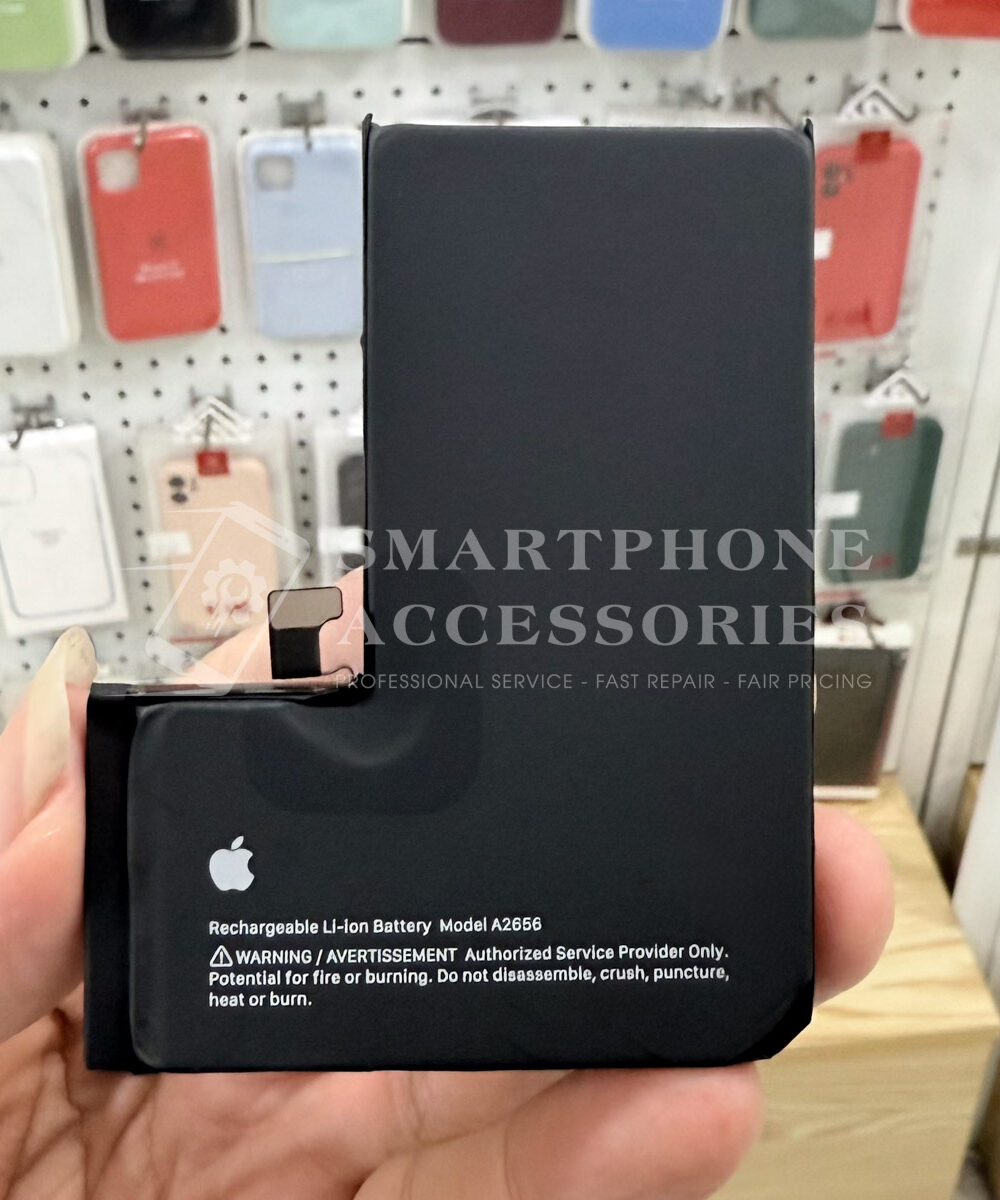 SMARTPHONE
ACCESSORIES
PROFESSIONAL SERVICE - FAST REPAIR - FAIR PRICING
Rechargeable Li-ion Battery Model A2656
⚠ WARNING / AVERTISSEMENT Authorized Service Provider Only.
Potential for fire or burning. Do not disassemble, crush, puncture,
heat or burn.